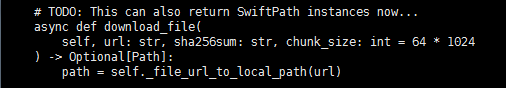 # TODO: This can also return SwiftPath instances now...
async def download_file(
self, url: str, sha256sum: str, chunk_size: int = 64 * 1024
) -> Optional[Path]:
path = self._file_url_to_local_path(url)